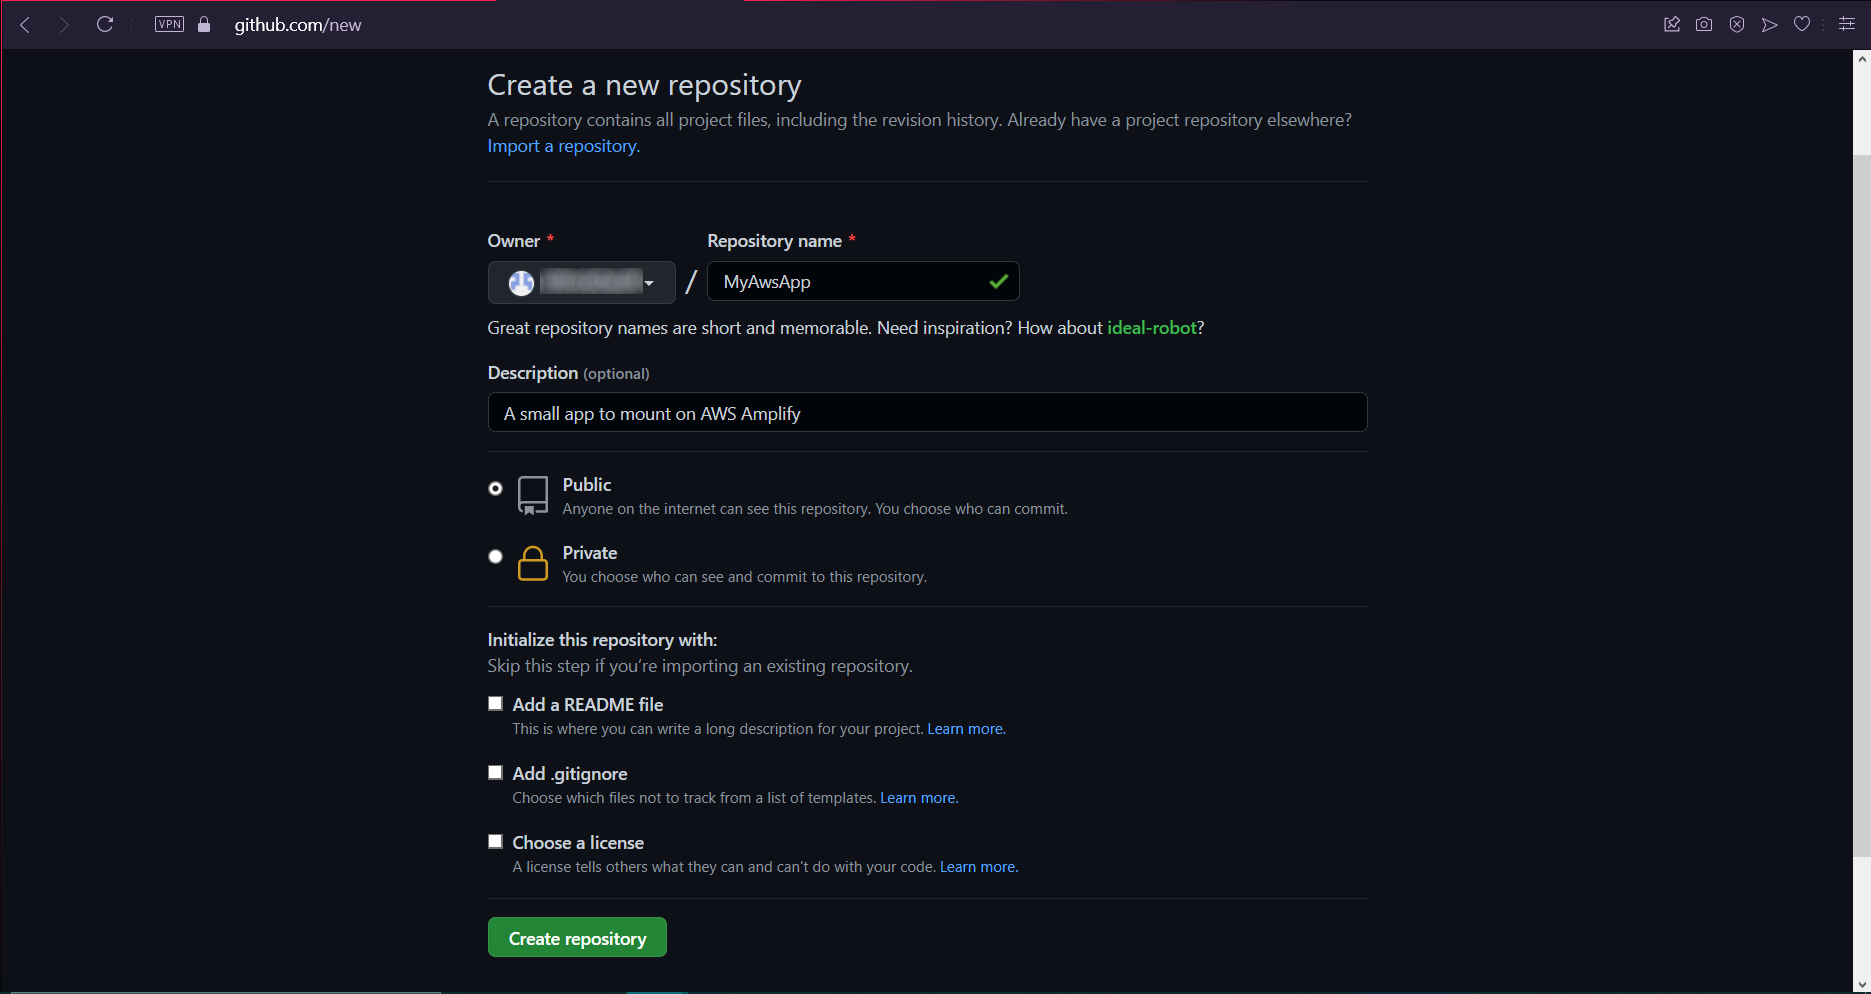 VPN github.com/new
Create a new repository
A repository contains all project files, including the revision history. Already have a project repository elsewhere?
Import a repository.
Owner * Repository name *
/ MyAwsApp
Great repository names are short and memorable. Need inspiration? How about ideal-robot?
Description (optional)
A small app to mount on AWS Amplify
Public
Anyone on the internet can see this repository. You choose who can commit.
Private
You choose who can see and commit to this repository.
Initialize this repository with:
Skip this step if you’re importing an existing repository.
Add a README file
This is where you can write a long description for your project. Learn more.
Add .gitignore
Choose which files not to track from a list of templates. Learn more.
Choose a license
A license tells others what they can and can't do with your code. Learn more.
Create repository